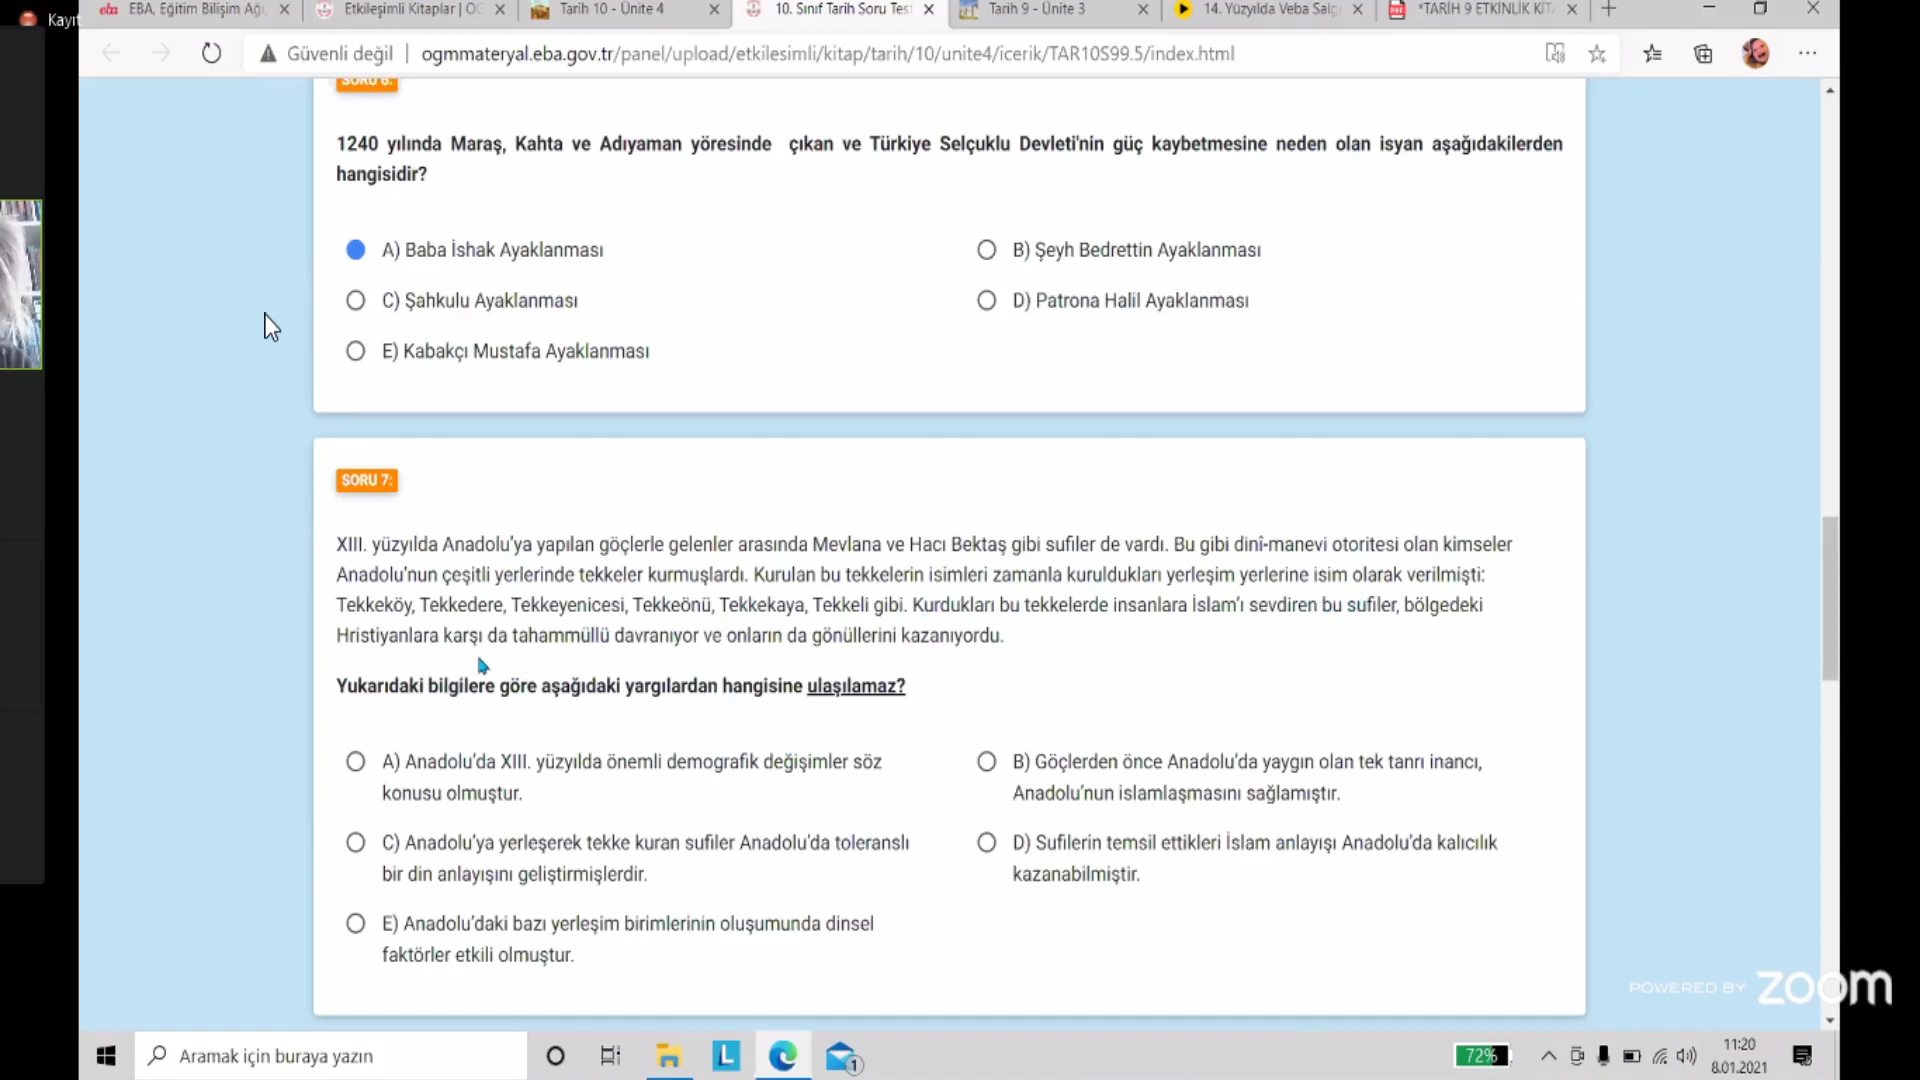 Kayıt
EBA, Eğitim Bilişim Ağı
Etkileşimli Kitaplar | OG
Tarih 10 - Ünite 4
10. Sınıf Tarih Soru Test
Tarih 9 - Ünite 3
14. Yüzyılda Veba Salgı
*TARİH 9 ETKİNLİK KİT
Güvenli değil
ogmmateryal.eba.gov.tr/panel/upload/etkilesimli/kitap/tarih/10/unite4/icerik/TAR10S99.5/index.html
SORU 6:
1240 yılında Maraş, Kahta ve Adıyaman yöresinde çıkan ve Türkiye Selçuklu Devleti'nin güç kaybetmesine neden olan isyan aşağıdakilerden
hangisidir?
A) Baba İshak Ayaklanması
B) Şeyh Bedrettin Ayaklanması
C) Şahkulu Ayaklanması
D) Patrona Halil Ayaklanması
E) Kabakçı Mustafa Ayaklanması
SORU 7:
XIII. yüzyılda Anadolu’ya yapılan göçlerle gelenler arasında Mevlana ve Hacı Bektaş gibi sufiler de vardı. Bu gibi dinî-manevi otoritesi olan kimseler
Anadolu’nun çeşitli yerlerinde tekkeler kurmuşlardı. Kurulan bu tekkelerin isimleri zamanla kuruldukları yerleşim yerlerine isim olarak verilmişti:
Tekkeköy, Tekkedere, Tekkeyenicesi, Tekkeönü, Tekkekaya, Tekkeli gibi. Kurdukları bu tekkelerde insanlara İslam’ı sevdiren bu sufiler, bölgedeki
Hristiyanlara karşı da tahammüllü davranıyor ve onların da gönüllerini kazanıyordu.
Yukarıdaki bilgilere göre aşağıdaki yargılardan hangisine ulaşılamaz?
A) Anadolu’da XIII. yüzyılda önemli demografik değişimler söz
konusu olmuştur.
B) Göçlerden önce Anadolu’da yaygın olan tek tanrı inancı,
Anadolu’nun islamlaşmasını sağlamıştır.
C) Anadolu’ya yerleşerek tekke kuran sufiler Anadolu’da toleranslı
bir din anlayışını geliştirmişlerdir.
D) Sufilerin temsil ettikleri İslam anlayışı Anadolu’da kalıcılık
kazanabilmiştir.
E) Anadolu’daki bazı yerleşim birimlerinin oluşumunda dinsel
faktörler etkili olmuştur.
POWERED BY zoom
Aramak için buraya yazın
72%
11:20
8.01.2021